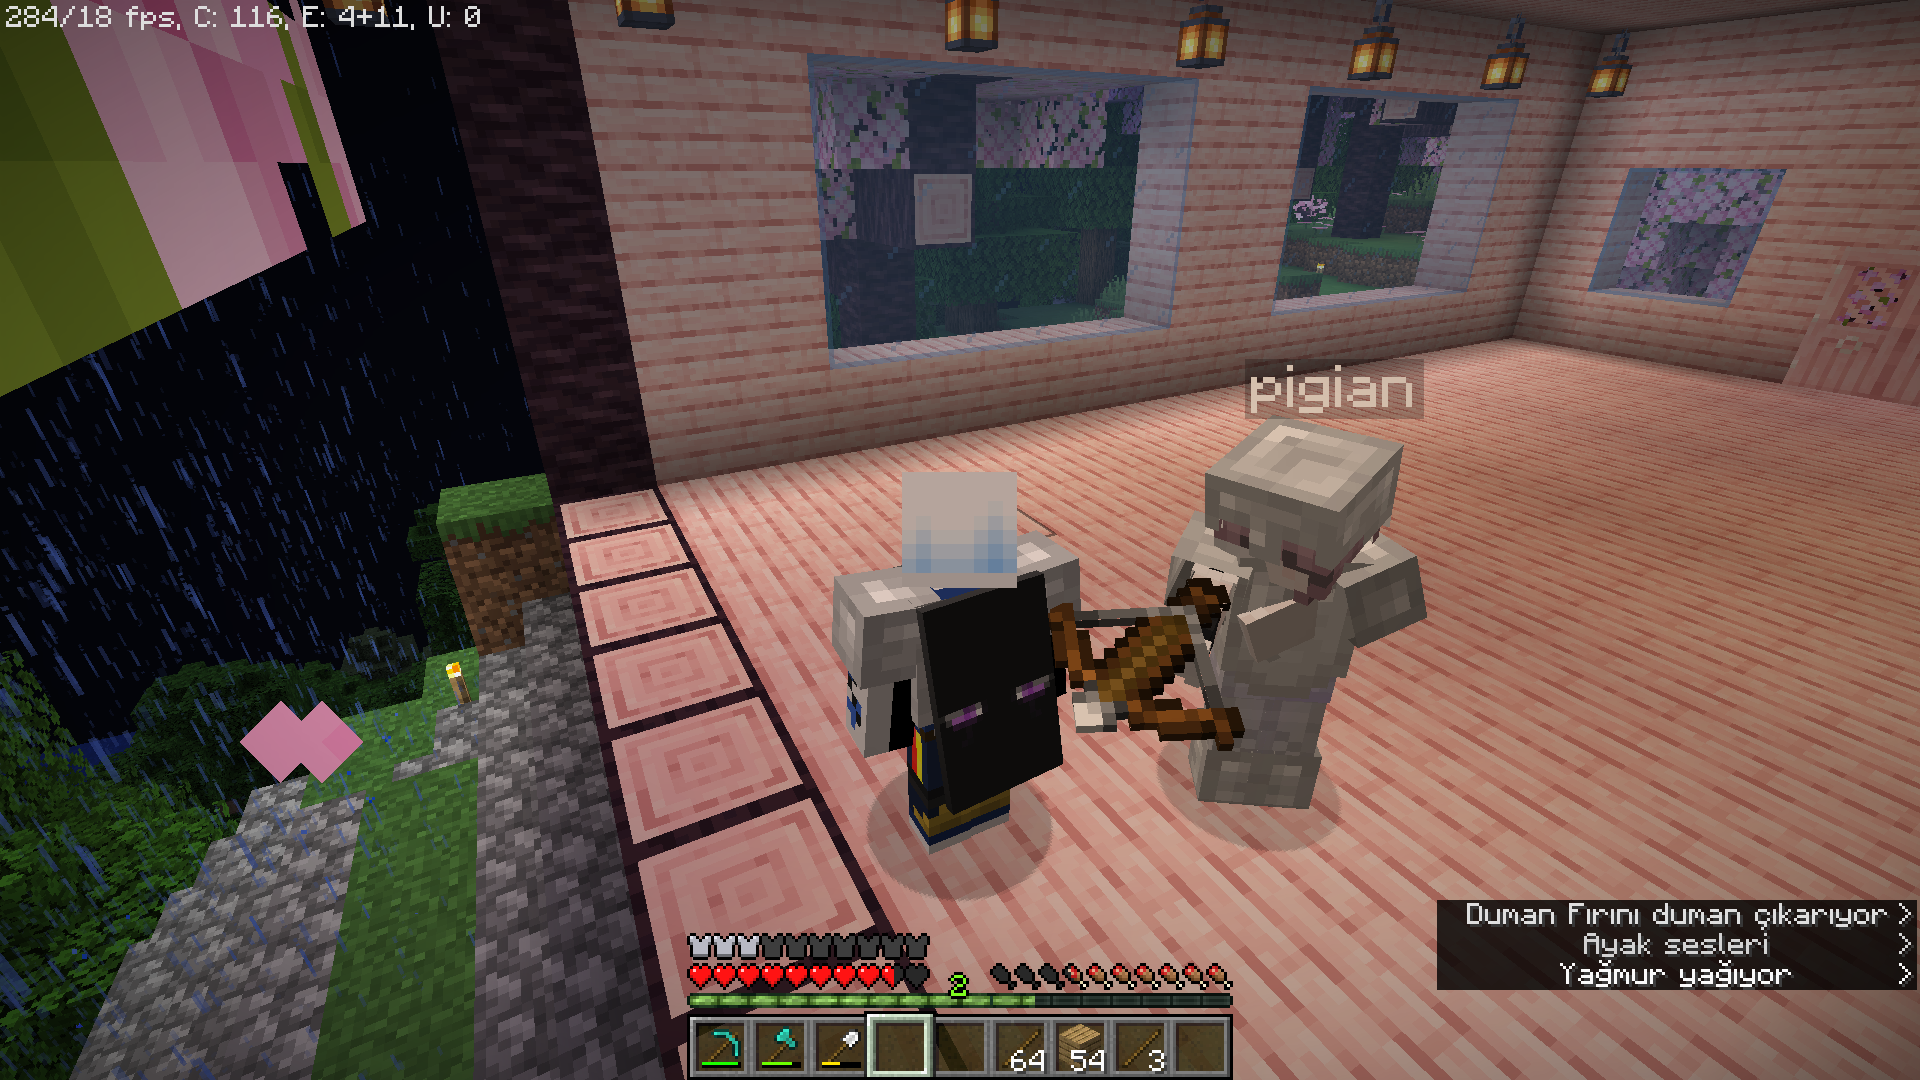 284/18 fps, C: 116, E: 4+11, U: 0
pigian
Duman Fırını duman çıkarıyor >
Ayak sesleri >
Yağmur yağıyor >
2
64
54
3